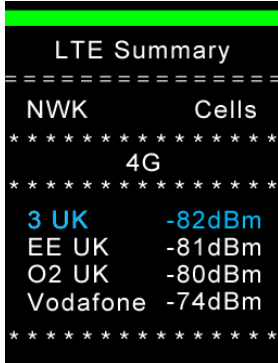 LTE Summary
= = = = = = = = = = = = = = =
NWK Cells
* * * * * * * * * * * * * * *
4G
* * * * * * * * * * * * * * *
3 UK -82dBm
EE UK -81dBm
O2 UK -80dBm
Vodafone -74dBm
* * * * * * * * * * * * * * *